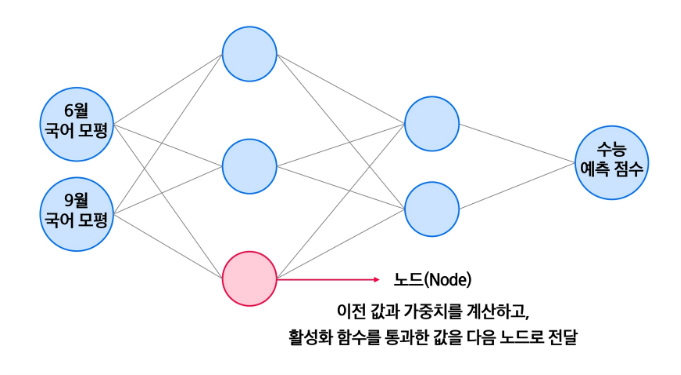 6월
국어 모평
9월
국어 모평
수능
예측 점수
노드(Node)
이전 값과 가중치를 계산하고,
활성화 함수를 통과한 값을 다음 노드로 전달